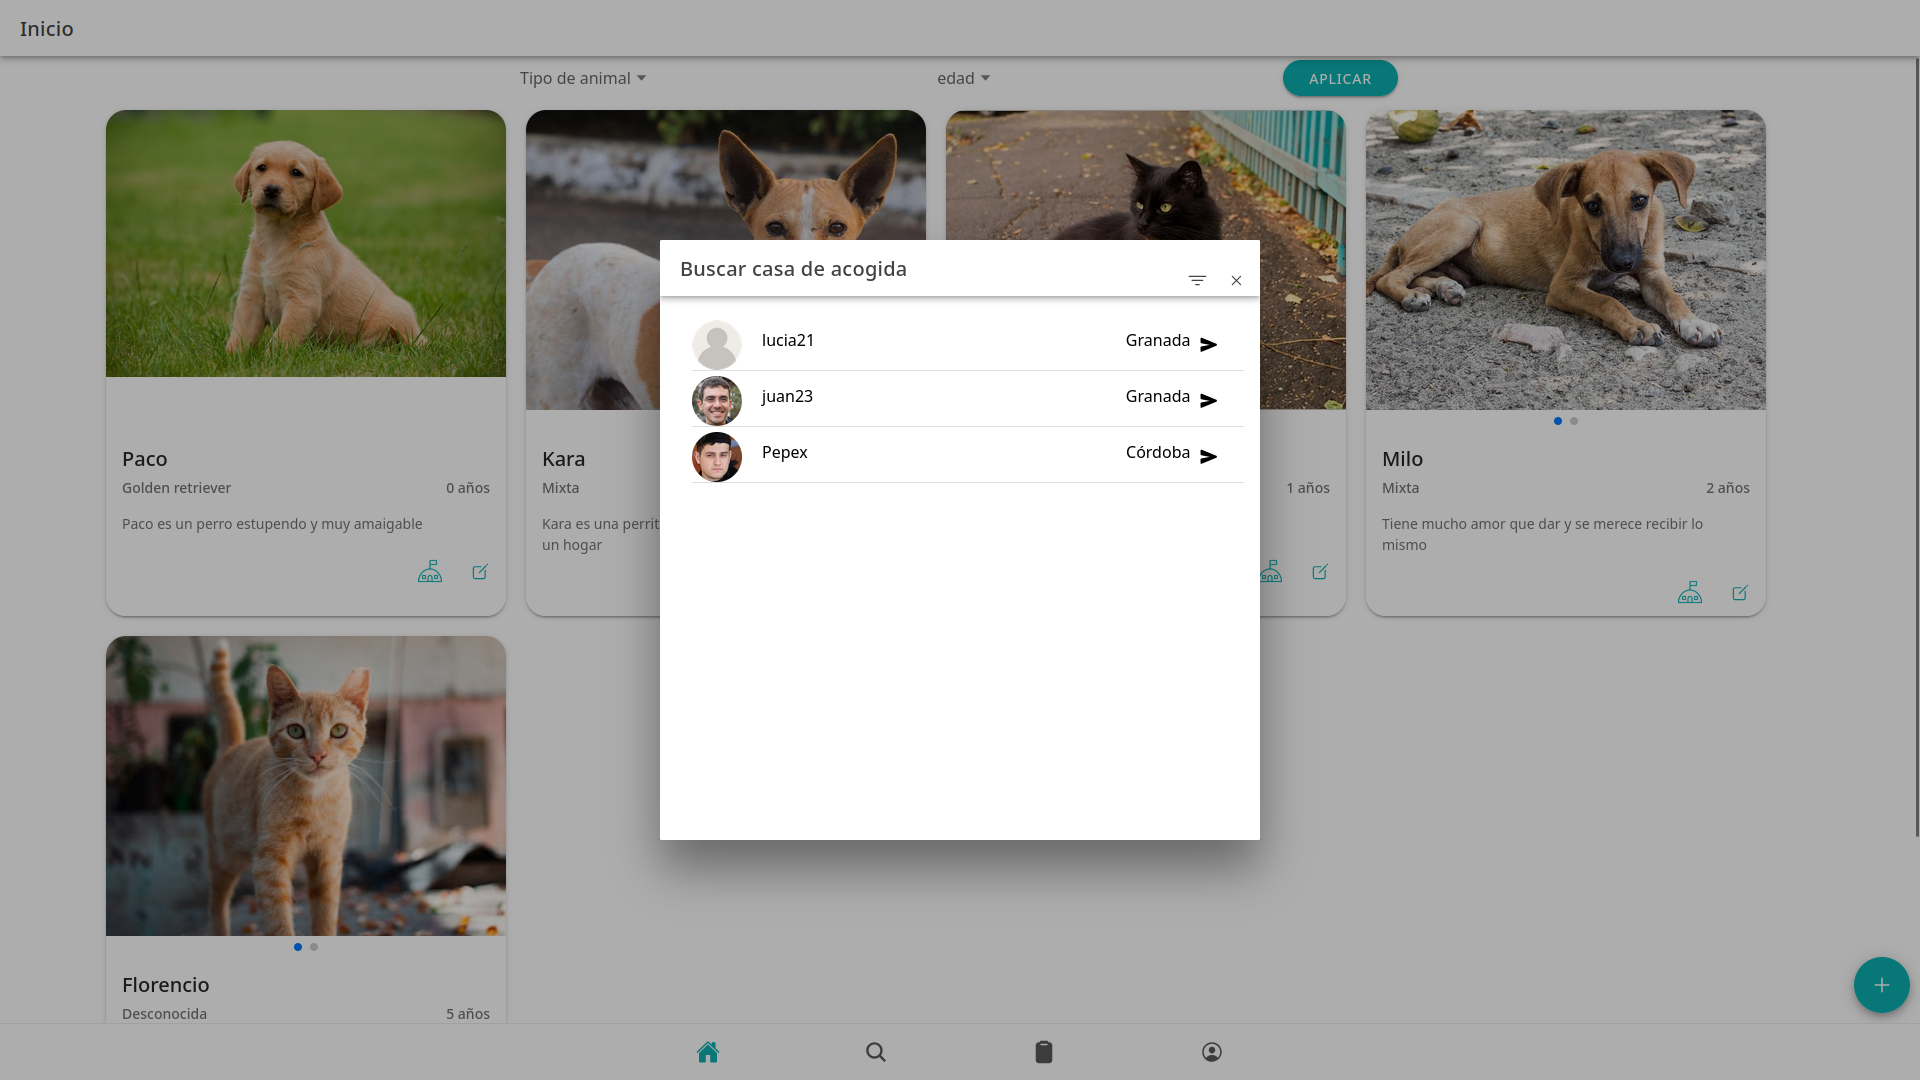 Inicio
Tipo de animal
edad
APLICAR
Buscar casa de acogida
lucia21
Granada
juan23
Granada
Pepex
Córdoba
Paco
Golden retriever
0 años
Paco es un perro estupendo y muy amaigable
Kara
Mixta
Kara es una perrit
un hogar
1 años
Milo
Mixta
2 años
Tiene mucho amor que dar y se merece recibir lo
mismo
Florencio
Desconocida
5 años